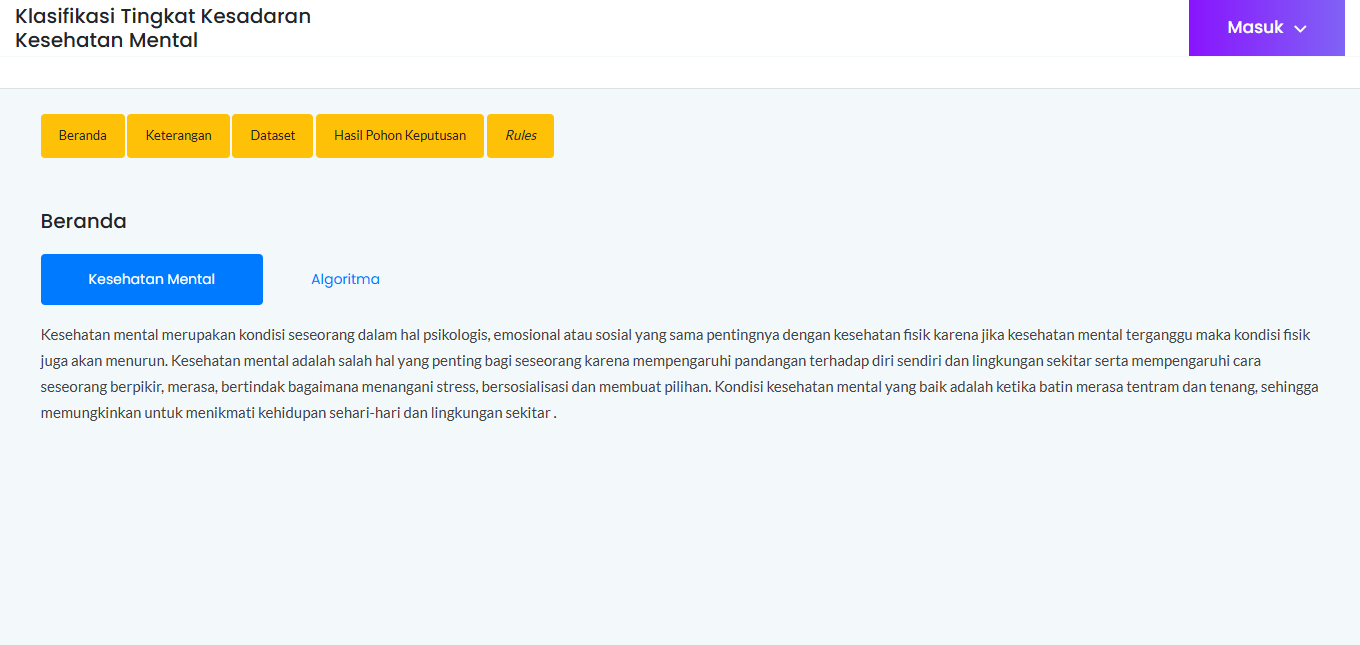 Klasifikasi Tingkat Kesadaran
Kesehatan Mental
Masuk
Beranda
Keterangan
Dataset
Hasil Pohon Keputusan
Rules
Beranda
Kesehatan Mental
Algoritma
Kesehatan mental merupakan kondisi seseorang dalam hal psikologis, emosional atau sosial yang sama pentingnya dengan kesehatan fisik karena jika kesehatan mental terganggu maka kondisi fisik
juga akan menurun. Kesehatan mental adalah salah hal yang penting bagi seseorang karena mempengaruhi pandangan terhadap diri sendiri dan lingkungan sekitar serta mempengaruhi cara
seseorang berpikir, merasa, bertindak bagaimana menangani stress, bersosialisasi dan membuat pilihan. Kondisi kesehatan mental yang baik adalah ketika batin merasa tentram dan tenang, sehingga
memungkinkan untuk menikmati kehidupan sehari-hari dan lingkungan sekitar .